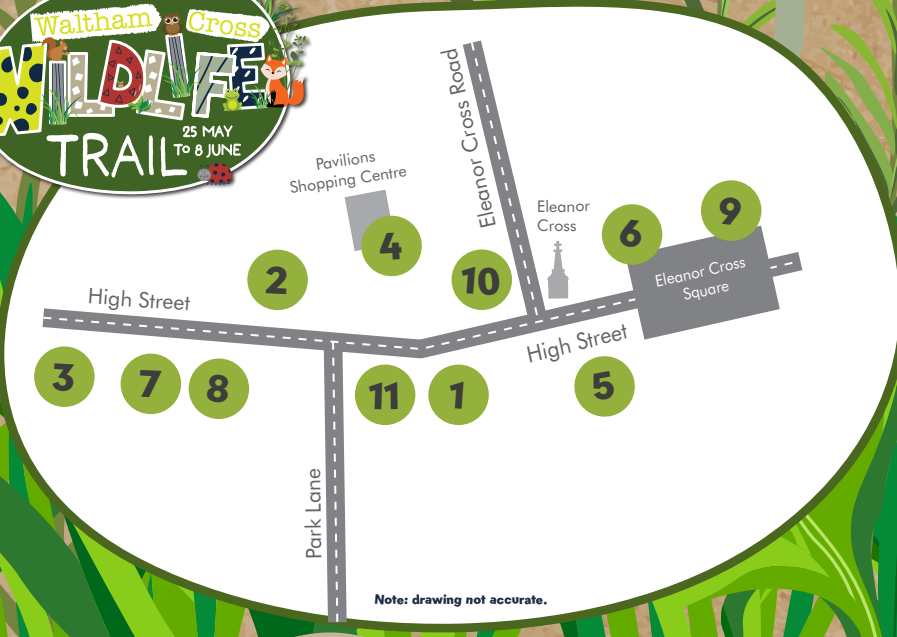 Waltham Cross
WILDLIFE
TRAIL
25 MAY
TO 8 JUNE
Pavilions
Shopping Centre
Eleanor Cross Road
Eleanor
Cross
6
9
4
2
10
Eleanor Cross
Square
High Street
High Street
3
7
8
11
1
5
Park Lane
Note: drawing not accurate.